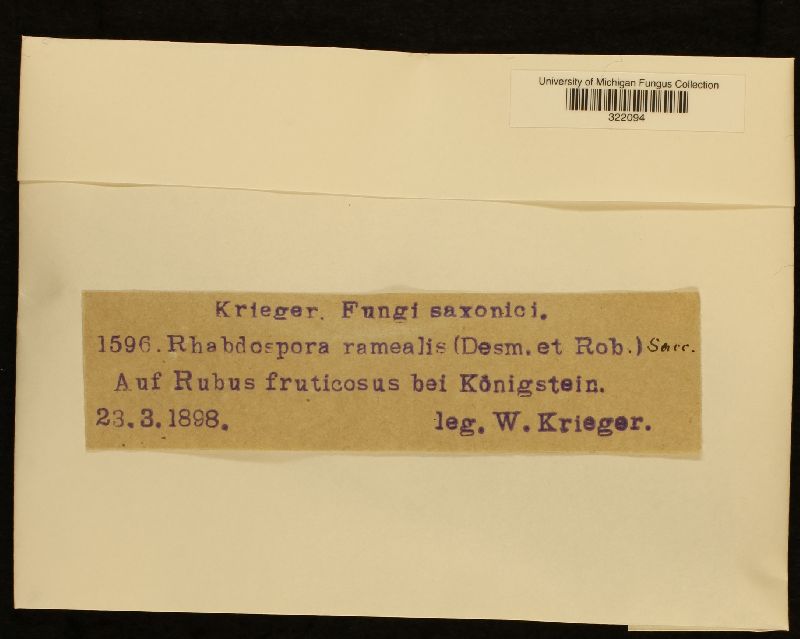 University of Michigan Fungus Collection
322094
Krieger. Fungi saxonici.
1596. Rhabdospora ramealis (Desm. et Rob.) Sacc.
Auf Rubus fruticosus bei Königstein.
23.3.1898. leg. W. Krieger.